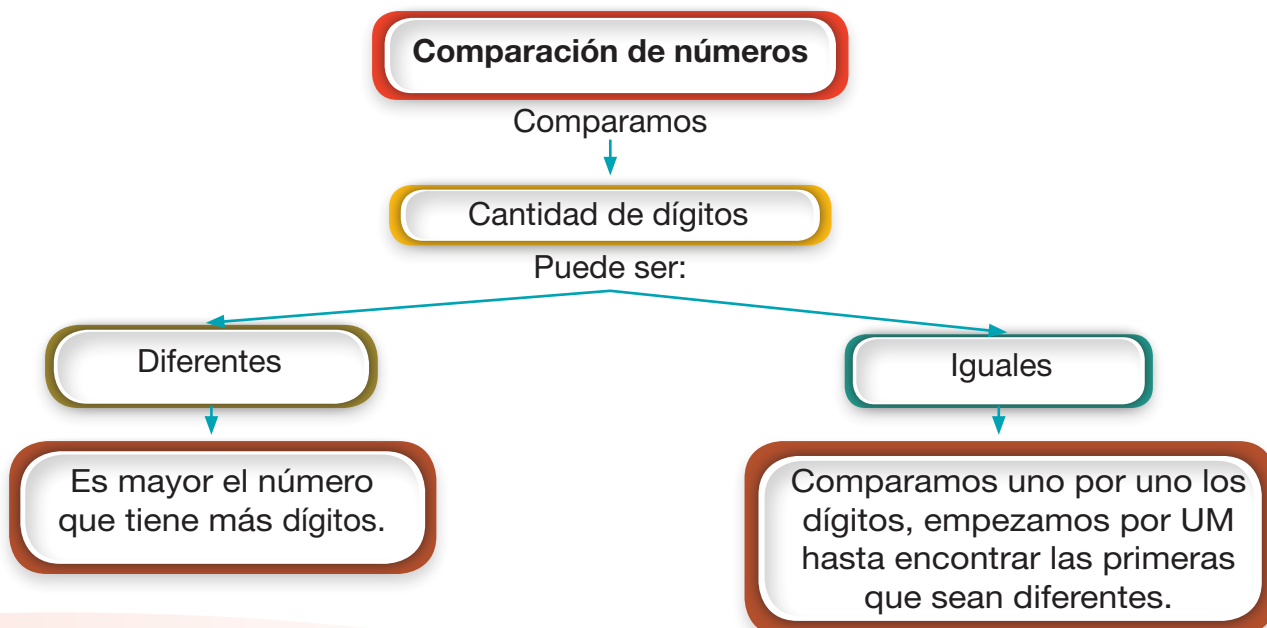 Comparación de números
Comparamos
Cantidad de dígitos
Puede ser:
Diferentes
Iguales
Es mayor el número
que tiene más dígitos.
Comparamos uno por uno los
dígitos, empezamos por UM
hasta encontrar las primeras
que sean diferentes.